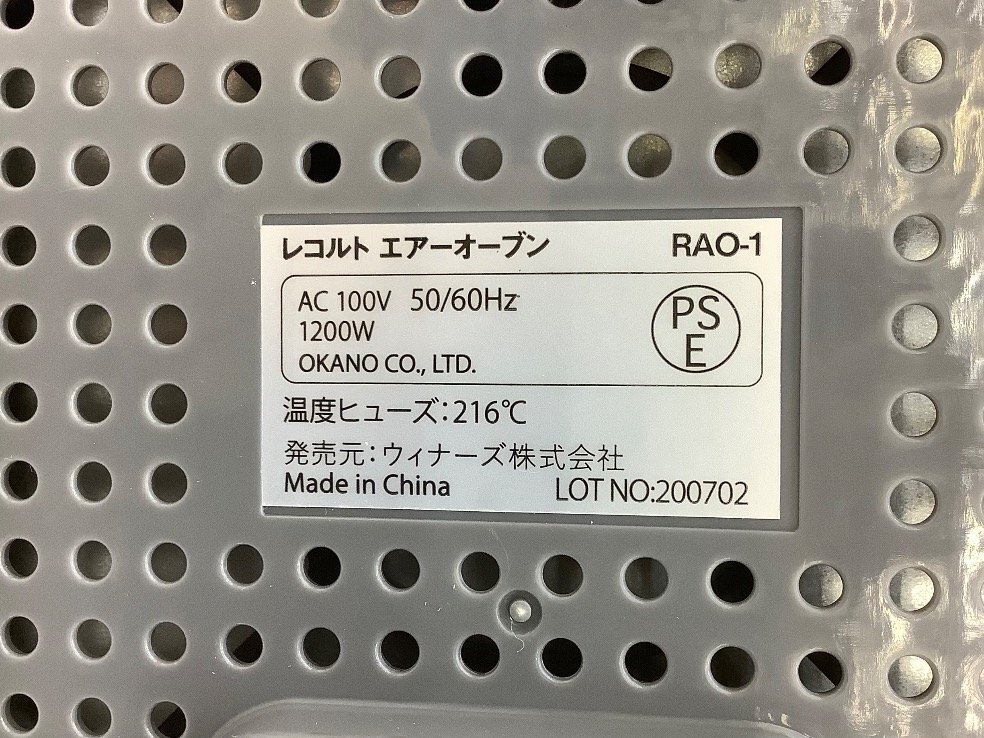 レコルト エアーオーブン RAO-1
AC 100V 50/60Hz
1200W
OKANO CO., LTD.
PS
E
温度ヒューズ：216℃
発売元：ウィナーズ株式会社
Made in China LOT NO:200702